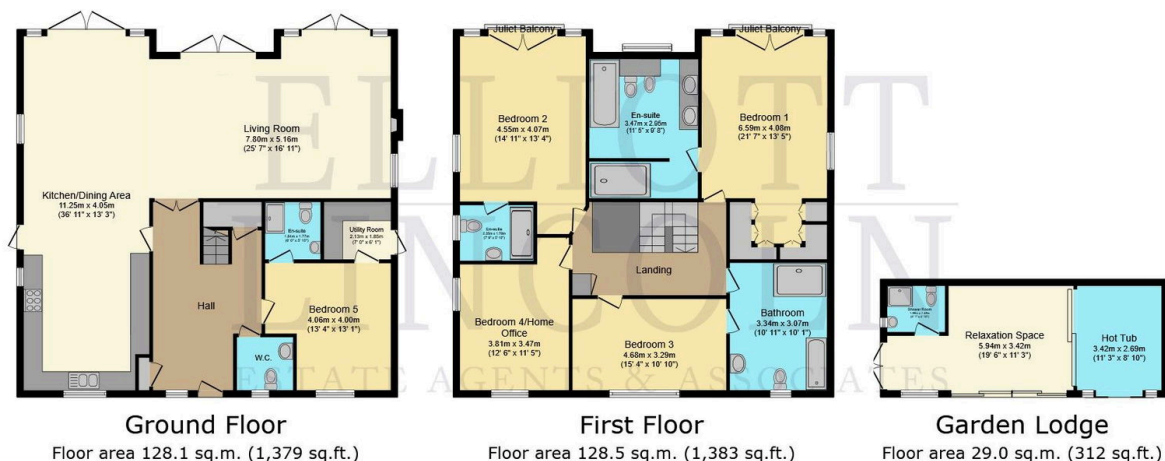 Kitchen/Dining Area
11.25m x 4.05m
(36' 11" x 13' 3")
Living Room
7.80m x 5.16m
(25' 7" x 16' 11")
Hall
En-suite
Utility Room
2.13m x 1.85m
(7' 0" x 6' 1")
Bedroom 5
4.06m x 4.00m
(13' 4" x 13' 1")
W.C.
Ground Floor
Floor area 128.1 sq.m. (1,379 sq.ft.)
Juliet Balcony
Juliet Balcony
Bedroom 2
4.55m x 4.07m
(14' 11" x 13' 4")
En-suite
3.47m x 2.95m
(11' 5" x 9' 8")
Bedroom 1
6.59m x 4.08m
(21' 7" x 13' 5")
En-suite
Landing
Bedroom 4/Home
Office
3.81m x 3.47m
(12' 6" x 11' 5")
Bedroom 3
4.68m x 3.29m
(15' 4" x 10' 10")
Bathroom
3.34m x 3.07m
(10' 11" x 10' 1")
First Floor
Floor area 128.5 sq.m. (1,383 sq.ft.)
Shower Room
Relaxation Space
5.94m x 3.42m
(19' 6" x 11' 3")
Hot Tub
3.42m x 2.69m
(11' 3" x 8' 10")
Garden Lodge
Floor area 29.0 sq.m. (312 sq.ft.)
ELLIOTT
LINCOLN
ESTATE AGENTS & ASSOCIATES